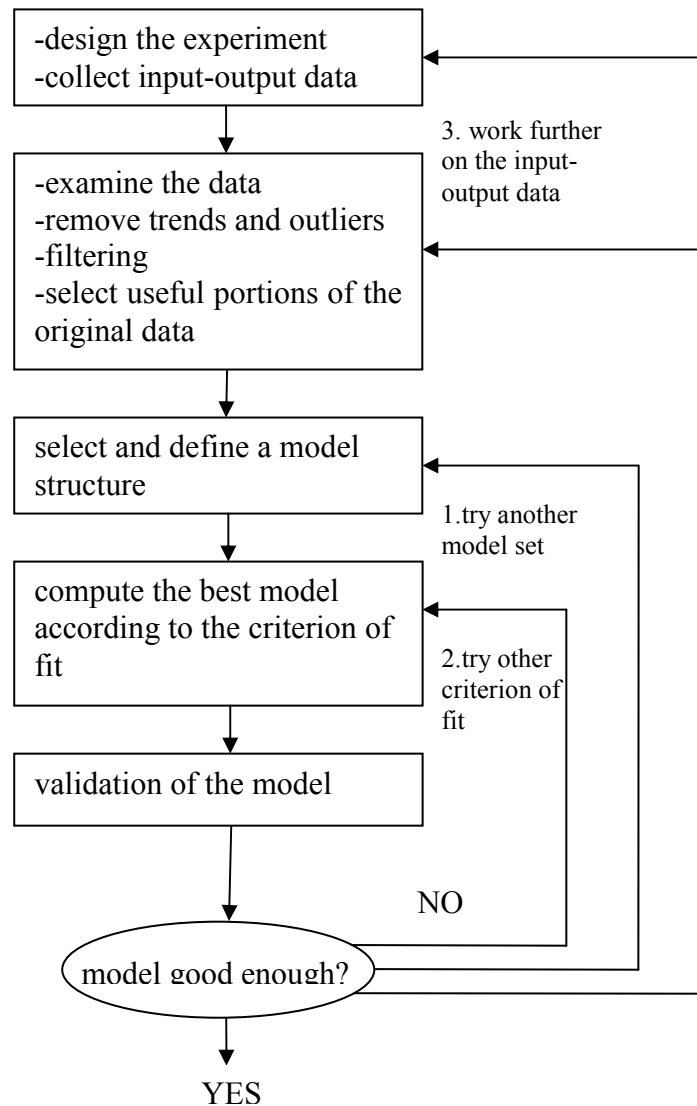 -design the experiment
-collect input-output data
3. work further
on the input-
output data
-examine the data
-remove trends and outliers
-filtering
-select useful portions of the
original data
select and define a model
structure
1.try another
model set
compute the best model
according to the criterion of
fit
2.try other
criterion of
fit
validation of the model
NO
model good enough?
YES